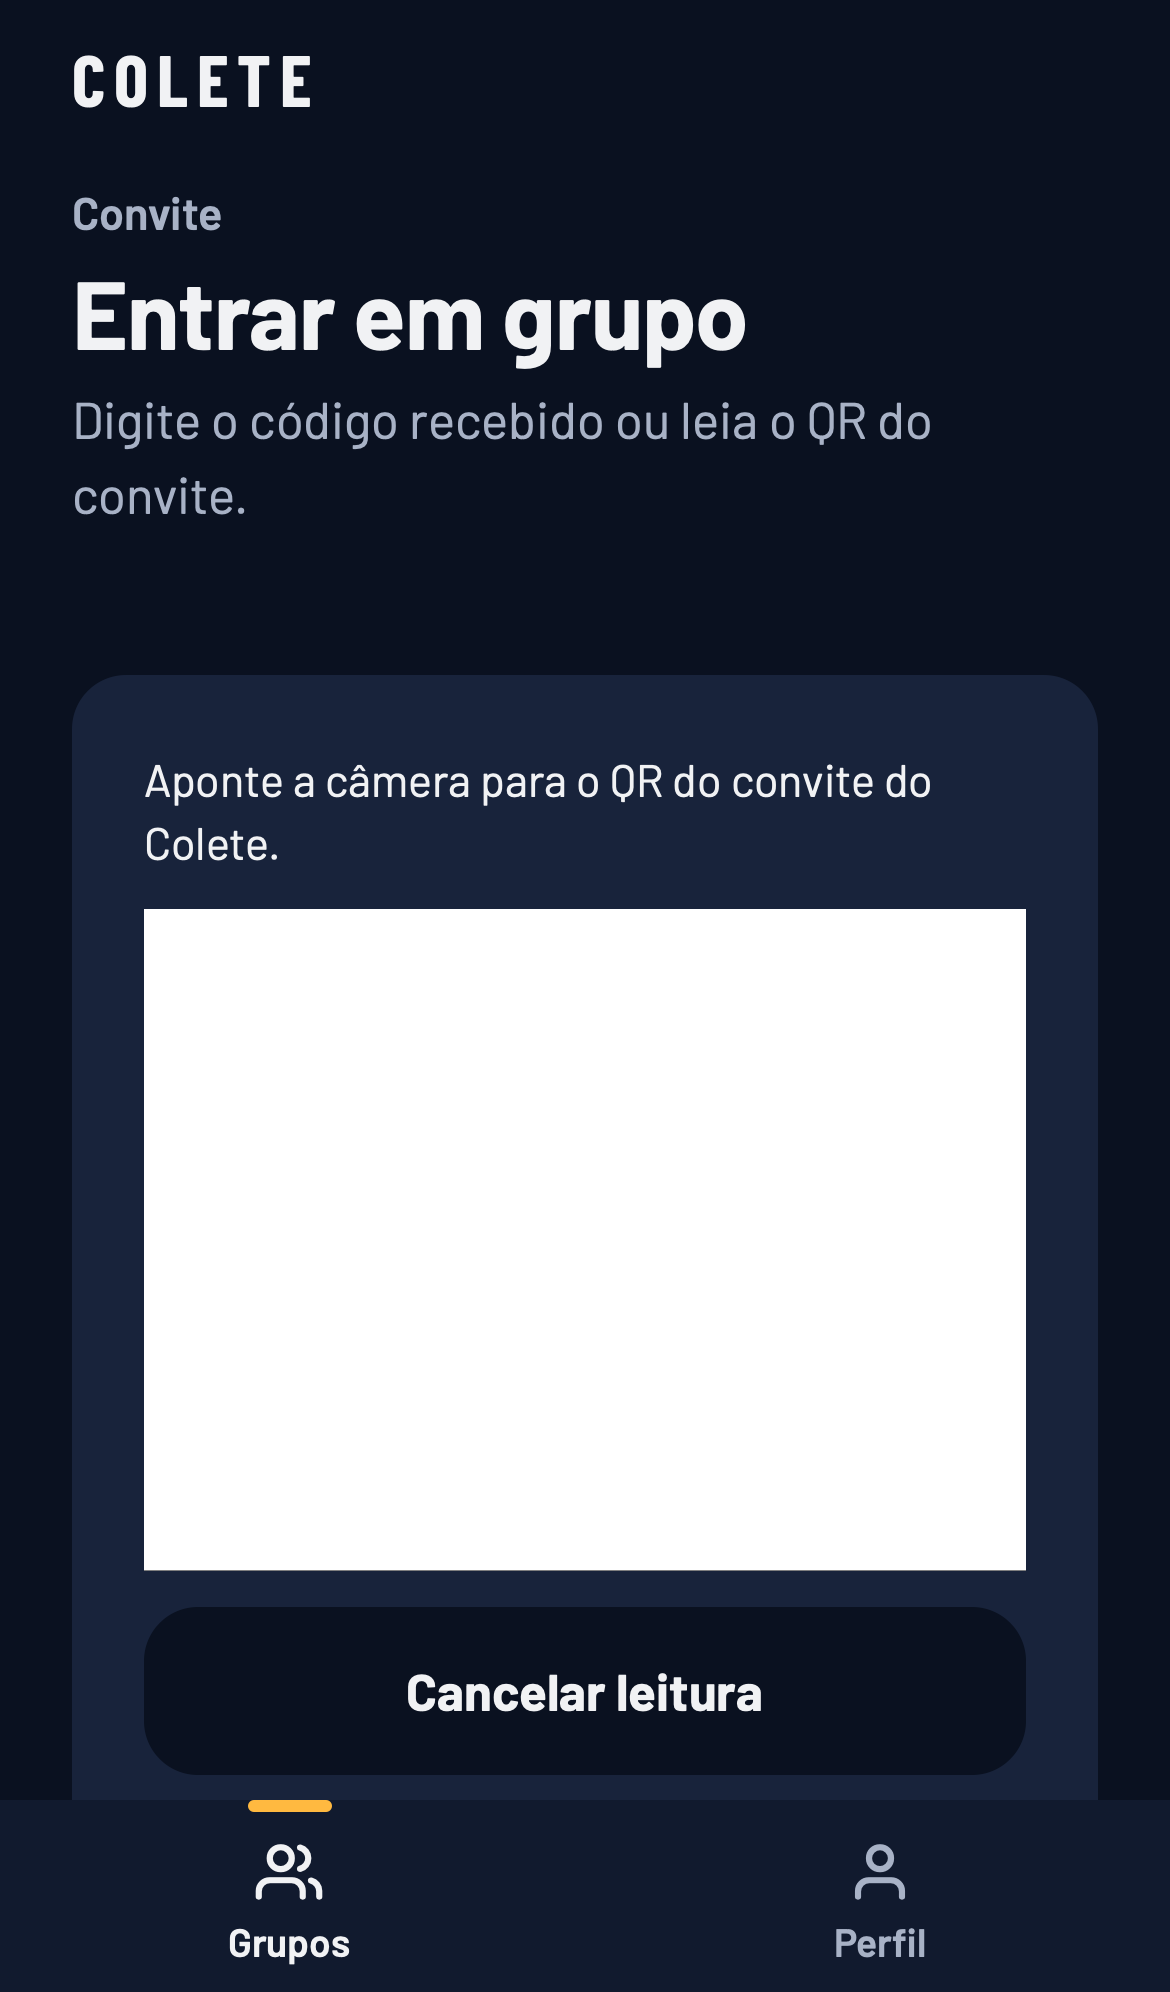 COLETE
Convite
Entrar em grupo
Digite o código recebido ou leia o QR do
convite.
Aponte a câmera para o QR do convite do
Colete.
Cancelar leitura
Grupos
Perfil